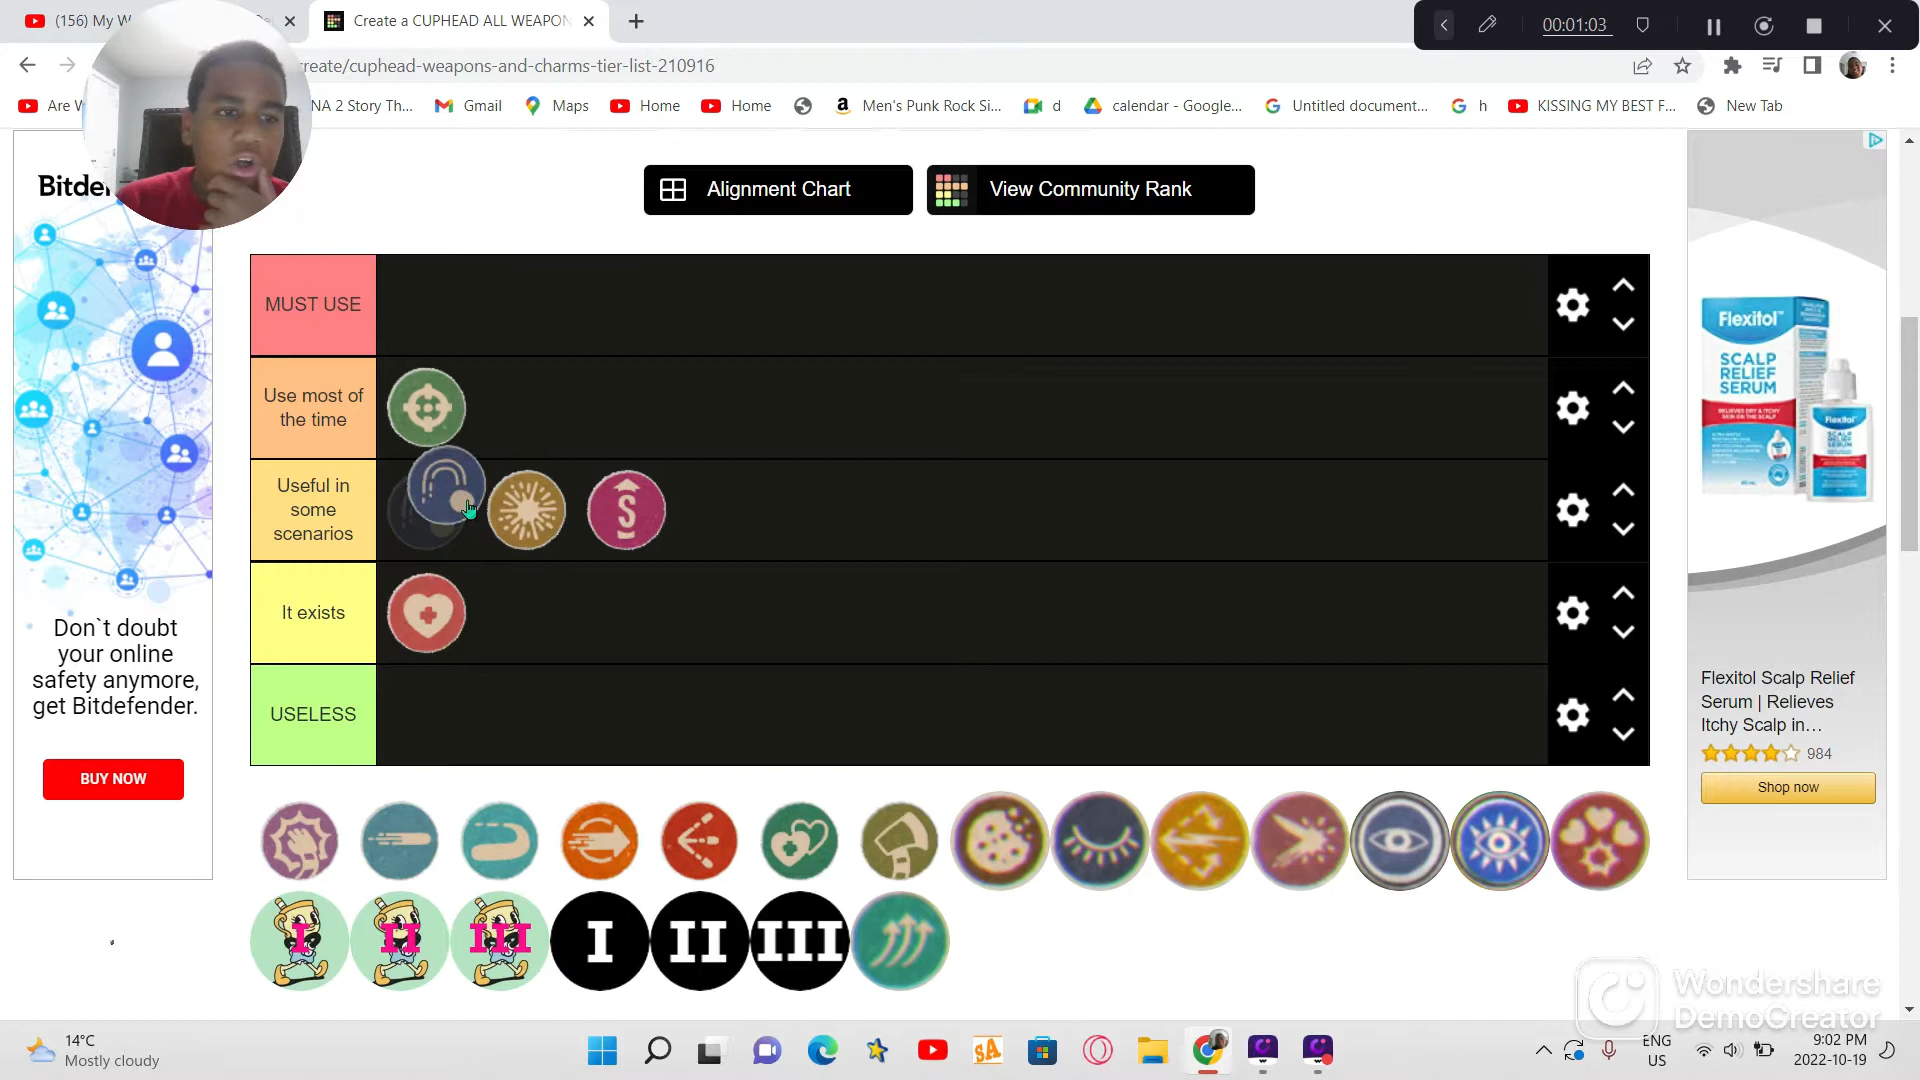 (156) My W
Create a CUPHEAD ALL WEAPON
00:01:03
reate/cuphead-weapons-and-charms-tier-list-210916
Are W
NA 2 Story Th...
Gmail
Maps
Home
Home
Men's Punk Rock Si...
d
calendar - Google...
Untitled document...
h
KISSING MY BEST F...
New Tab
Alignment Chart
View Community Rank
MUST USE
Use most of
the time
Useful in
some
scenarios
S
It exists
USELESS
I
II
III
I
II
III
Don`t doubt
your online
safety anymore,
get Bitdefender.
BUY NOW
Flexitol™
SCALP
RELIEF
SERUM
Flexitol Scalp Relief
Serum | Relieves
Itchy Scalp in...
984
Shop now
Wondershare
DemoCreator
14°C
Mostly cloudy
SA
ENG
US
9:02 PM
2022-10-19